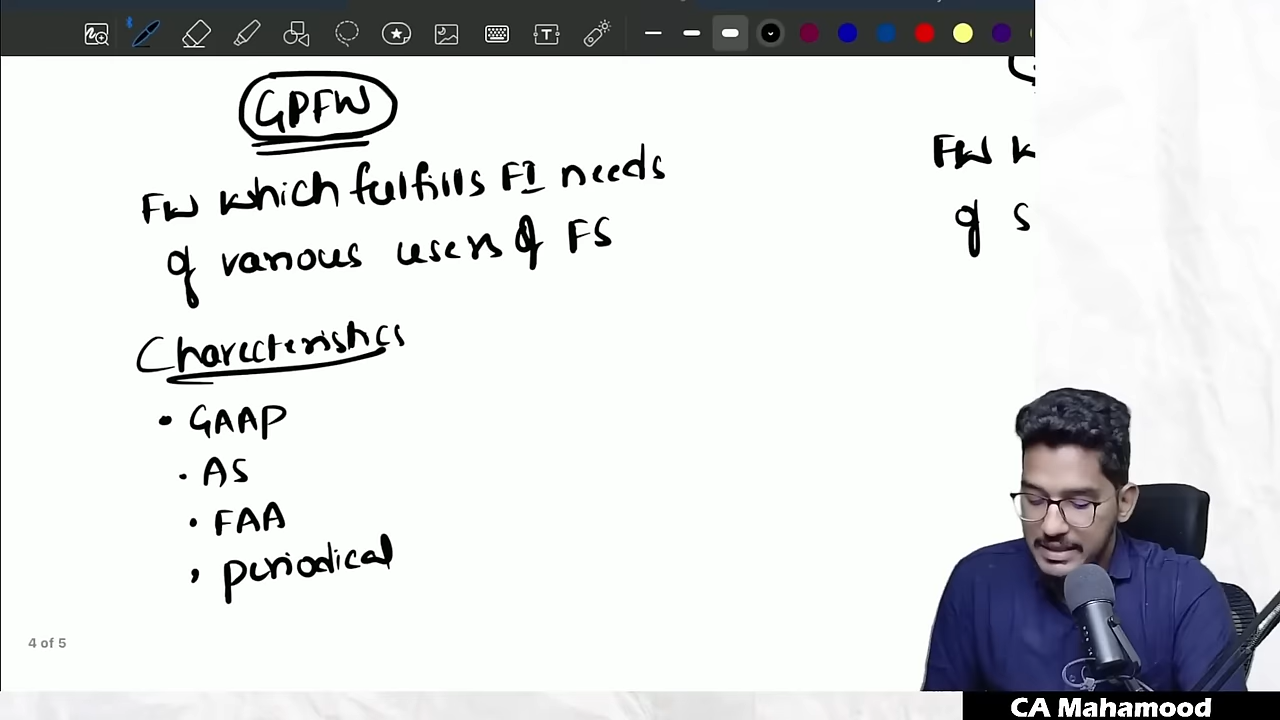 GPFW
FW which fulfills FI needs
of various users of FS
Charecteristics
• GAAP
• AS
• FAA
• periodical
FW
of S
4 of 5
CA Mahamood